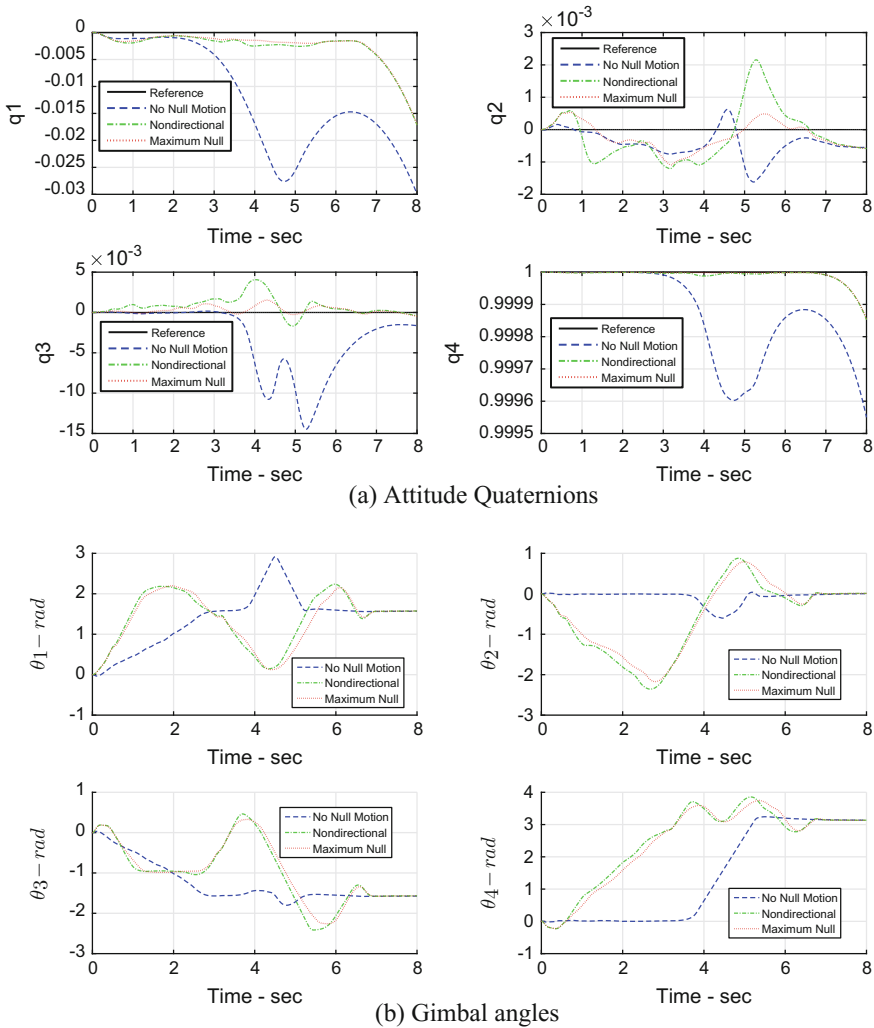 0
-0.005
-0.01
-0.015
-0.02
-0.025
-0.03
q1
Reference
No Null Motion
Nondirectional
Maximum Null
0 1 2 3 4 5 6 7 8
Time - sec
× 10⁻³
3
2
1
0
-1
-2
q2
Reference
No Null Motion
Nondirectional
Maximum Null
0 1 2 3 4 5 6 7 8
Time - sec
× 10⁻³
5
0
-5
-10
-15
q3
Reference
No Null Motion
Nondirectional
Maximum Null
0 1 2 3 4 5 6 7 8
Time - sec
1
0.9999
0.9998
0.9997
0.9996
0.9995
q4
Reference
No Null Motion
Nondirectional
Maximum Null
0 1 2 3 4 5 6 7 8
Time - sec
(a) Attitude Quaternions
3
2
1
0
-1
θ1 − rad
No Null Motion
Nondirectional
Maximum Null
0 2 4 6 8
Time - sec
1
0
-1
-2
-3
θ2 − rad
No Null Motion
Nondirectional
Maximum Null
0 2 4 6 8
Time - sec
1
0
-1
-2
-3
θ3 − rad
No Null Motion
Nondirectional
Maximum Null
0 2 4 6 8
Time - sec
4
3
2
1
0
-1
θ4 − rad
No Null Motion
Nondirectional
Maximum Null
0 2 4 6 8
Time - sec
(b) Gimbal angles